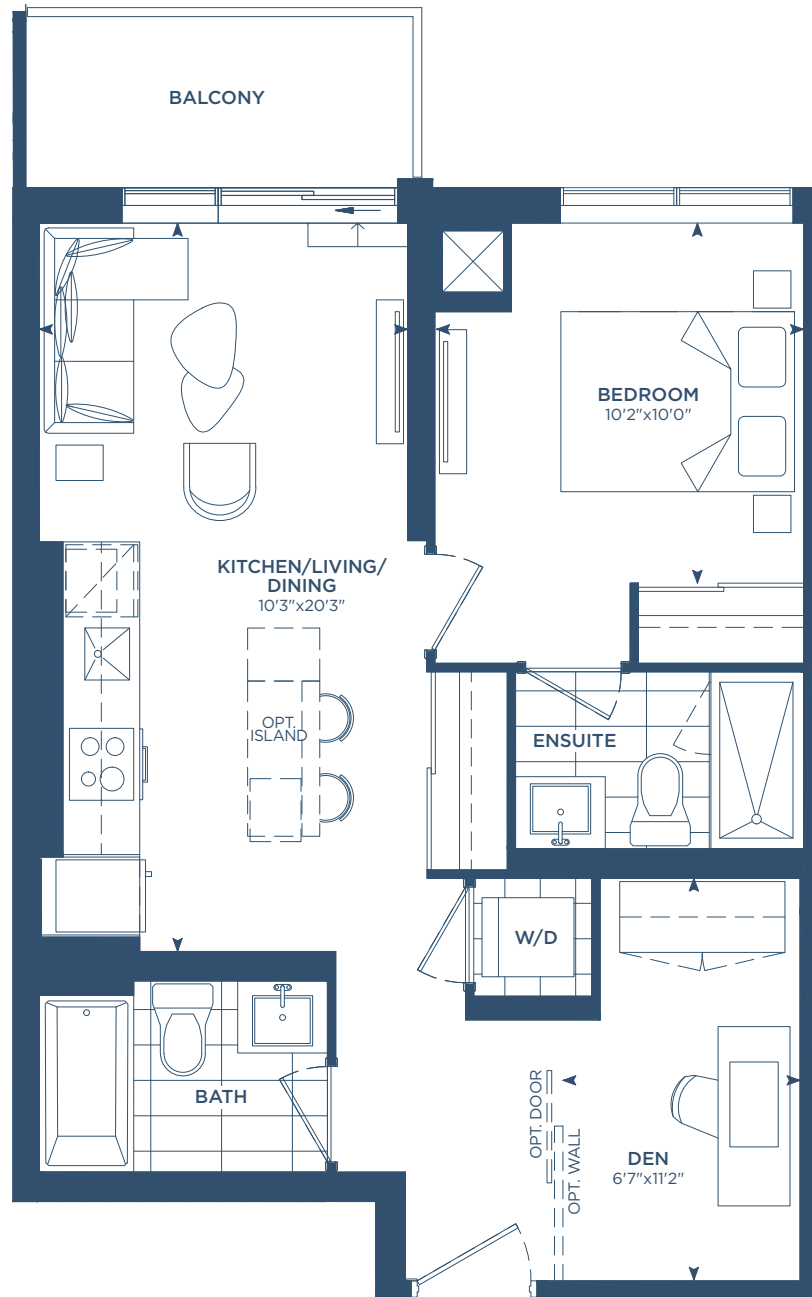 BALCONY
BEDROOM
10'2"x10'0"
KITCHEN/LIVING/
DINING
10'3"x20'3"
OPT.
ISLAND
ENSUITE
W/D
BATH
OPT. DOOR
OPT. WALL
DEN
6'7"x11'2"